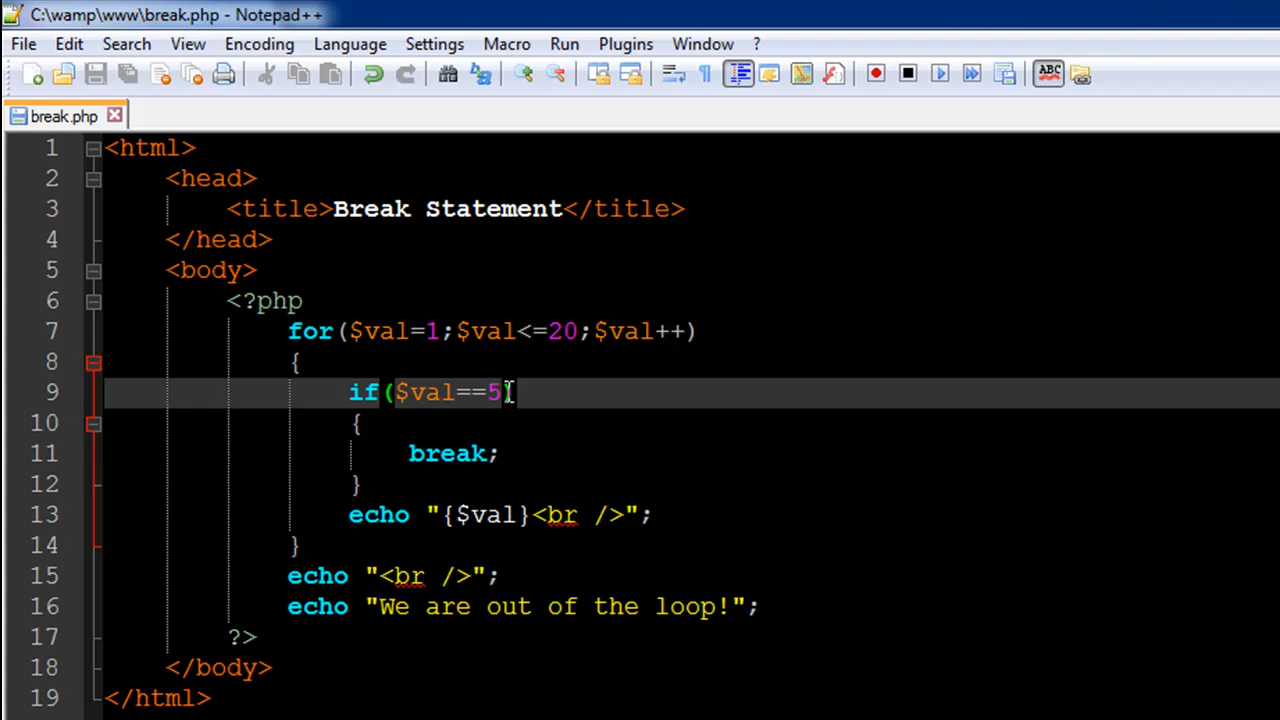 C:\wamp\www\break.php - Notepad++
File Edit Search View Encoding Language Settings Macro Run Plugins Window ?
ABC
break.php
1 <html>
2 <head>
3 <title>Break Statement</title>
4 </head>
5 <body>
6 <?php
7 for($val=1;$val<=20;$val++)
8 {
9 if($val==5)
10 {
11 break;
12 }
13 echo "{$val}<br />";
14 }
15 echo "<br />";
16 echo "We are out of the loop!";
17 ?>
18 </body>
19 </html>